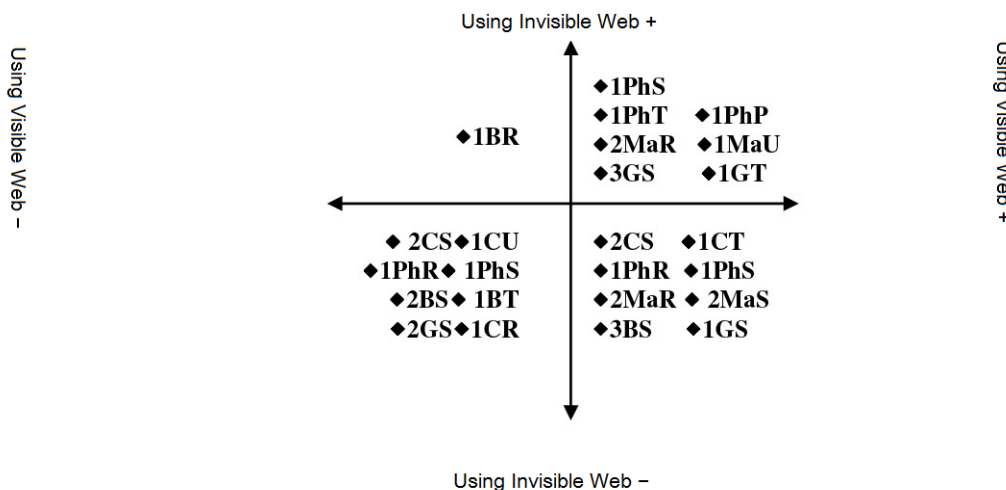 Using Invisible Web +
Using Visible Web −
Using Visible Web +
1PhS
1PhT 1PhP
1BR 2MaR 1MaU
3GS 1GT
2CS 1CU 2CS 1CT
1PhR 1PhS 1PhR 1PhS
2BS 1BT 2MaR 2MaS
2GS 1CR 3BS 1GS
Using Invisible Web −